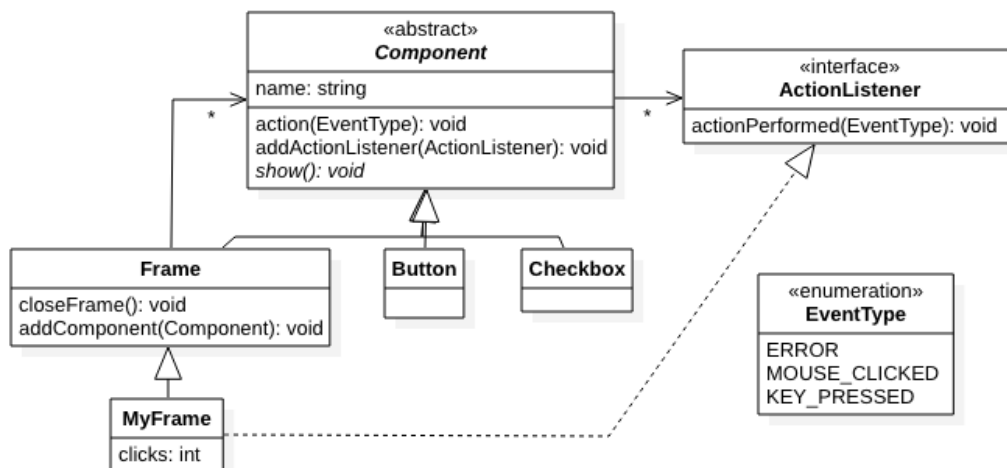 «abstract»
Component
name: string
action(EventType): void
addActionListener(ActionListener): void
show(): void
«interface»
ActionListener
actionPerformed(EventType): void
*
*
Frame
closeFrame(): void
addComponent(Component): void
Button
Checkbox
«enumeration»
EventType
ERROR
MOUSE_CLICKED
KEY_PRESSED
MyFrame
clicks: int